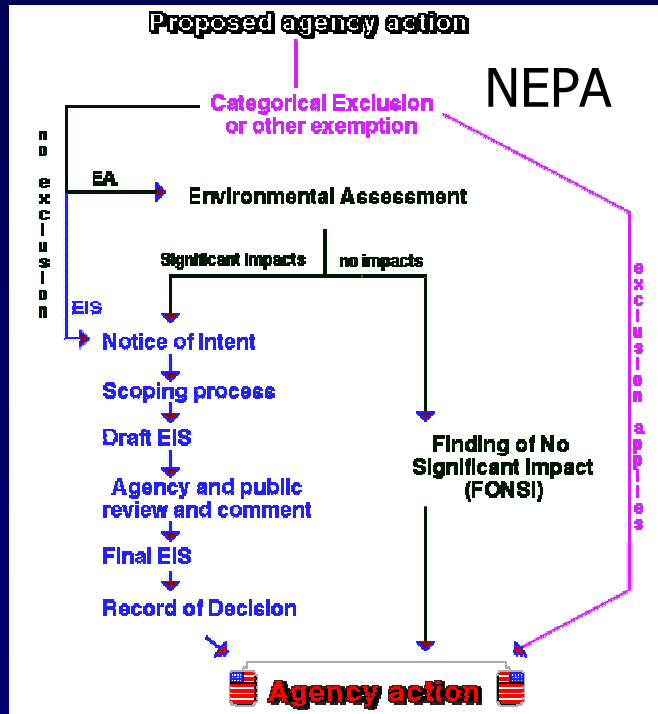 Proposed agency action
NEPA
Categorical Exclusion
or other exemption
no exclusion
EA
Environmental Assessment
Significant Impacts
no impacts
exclusion applies
EIS
Notice of Intent
Scoping process
Draft EIS
Finding of No
Significant Impact
(FONSI)
Agency and public
review and comment
Final EIS
Record of Decision
Agency action